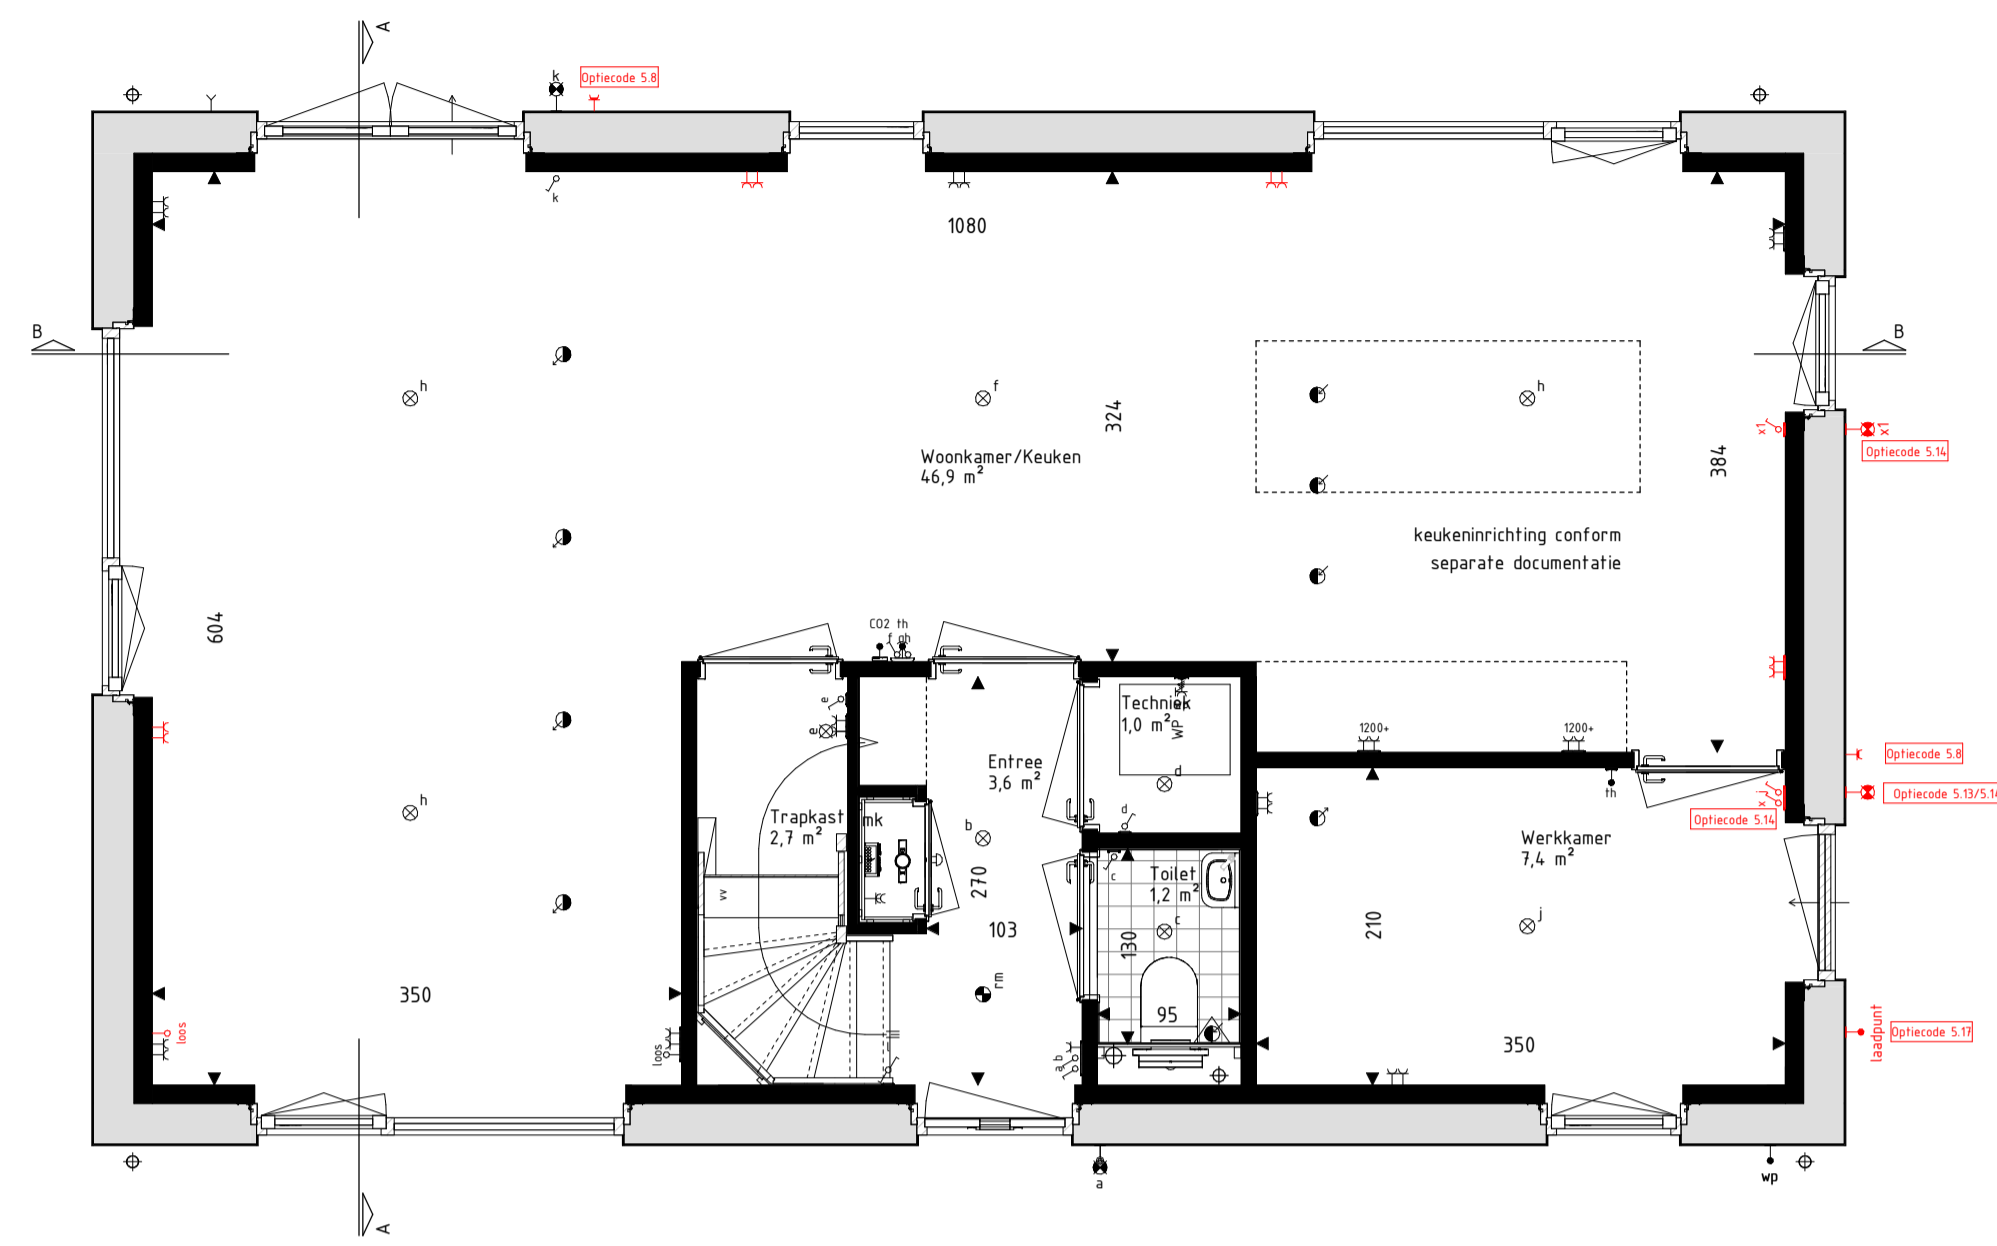 A
k
Optiecode 5.8
k
1080
B
B
h
f
h
324
384
x1
x1
Optiecode 5.14
Woonkamer/Keuken
46,9 m²
keukeninrichting conform
separate documentatie
604
CO2 th
f gh
e
e
Techniek
1,0 m²
WP
d
d
1200+
1200+
Optiecode 5.8
Entree
3,6 m²
th
j
x
Optiecode 5.13/5.14
Optiecode 5.14
h
Trapkast
2,7 m²
mk
b
Werkkamer
7,4 m²
vv
270
c
Toilet
1,2 m²
c
103
130
210
j
350
rm
95
350
loos
loos
a b
laadpunt
Optiecode 5.17
a
wp
A